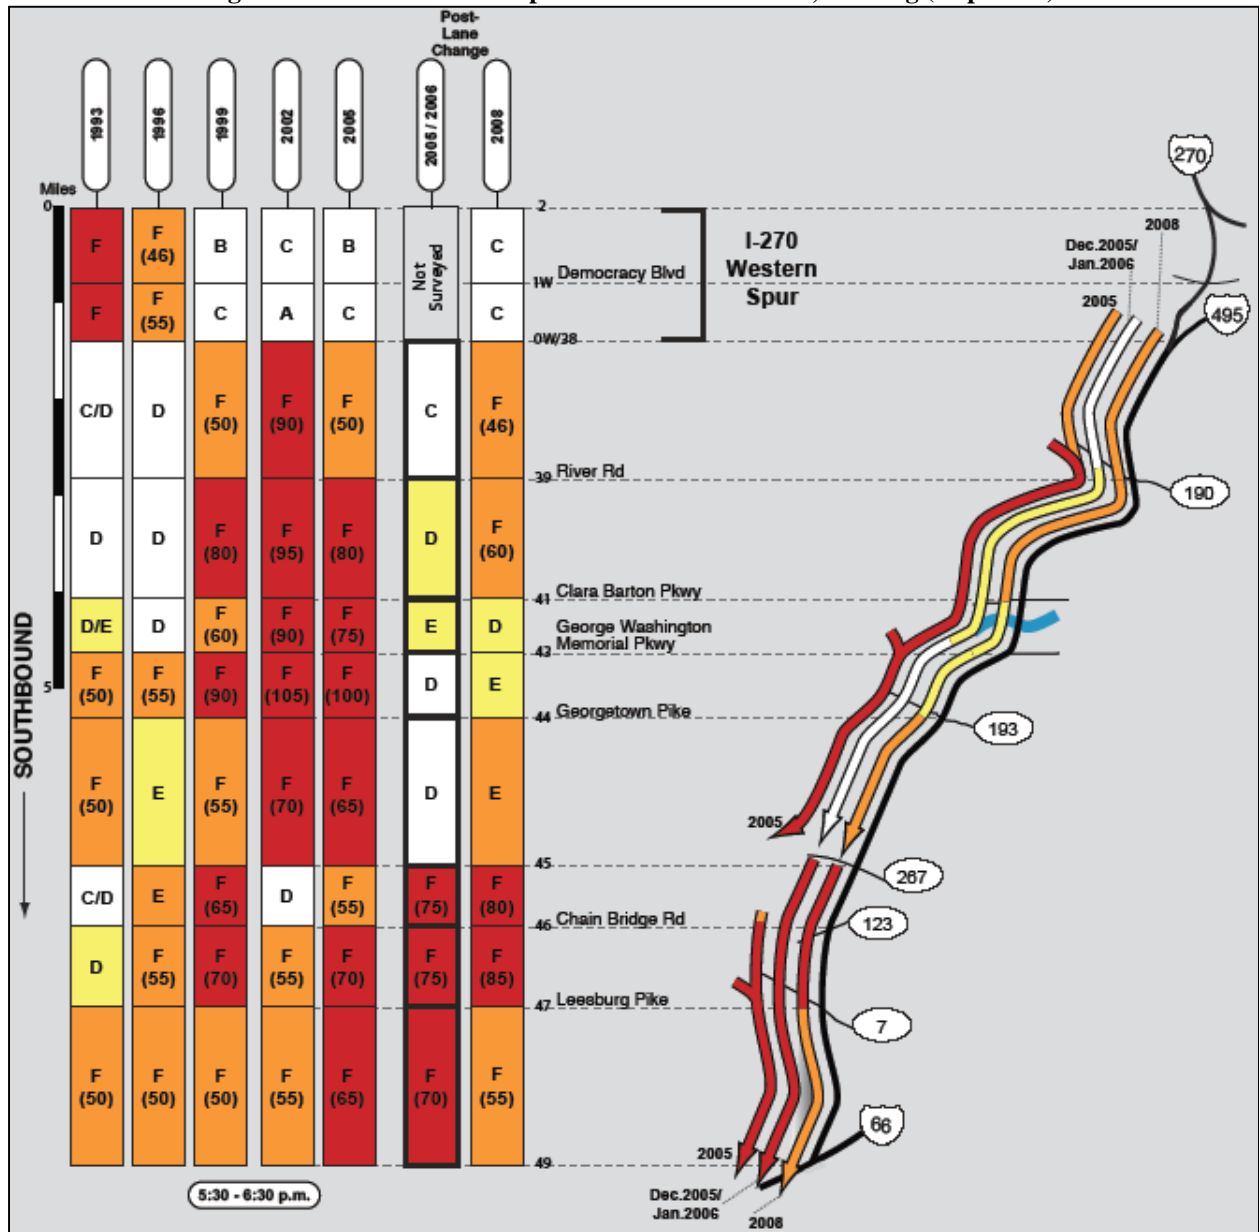 Post-
Lane
Change
1993
1996
1999
2002
2005
2005 / 2006
2008
Miles
0
2
F
F
(46)
B
C
B
Not
Surveyed
C
1W
Democracy Blvd
I-270
Western
Spur
F
F
(55)
C
A
C
C
0W/38
C/D
D
F
(50)
F
(90)
F
(50)
C
F
(46)
39
River Rd
D
D
F
(80)
F
(95)
F
(80)
D
F
(60)
41
Clara Barton Pkwy
D/E
D
F
(60)
F
(90)
F
(75)
E
D
George Washington
Memorial Pkwy
43
5
F
(50)
F
(55)
F
(90)
F
(105)
F
(100)
D
E
44
Georgetown Pike
F
(50)
E
F
(55)
F
(70)
F
(65)
D
E
45
C/D
E
F
(65)
D
F
(55)
F
(75)
F
(80)
46
Chain Bridge Rd
D
F
(55)
F
(70)
F
(55)
F
(70)
F
(75)
F
(85)
47
Leesburg Pike
F
(50)
F
(50)
F
(50)
F
(55)
F
(65)
F
(70)
F
(55)
49
SOUTHBOUND
5:30 - 6:30 p.m.
270
2008
Dec.2005/
Jan.2006
2005
495
190
193
2005
267
123
7
66
2005
Dec.2005/
Jan.2006
2008